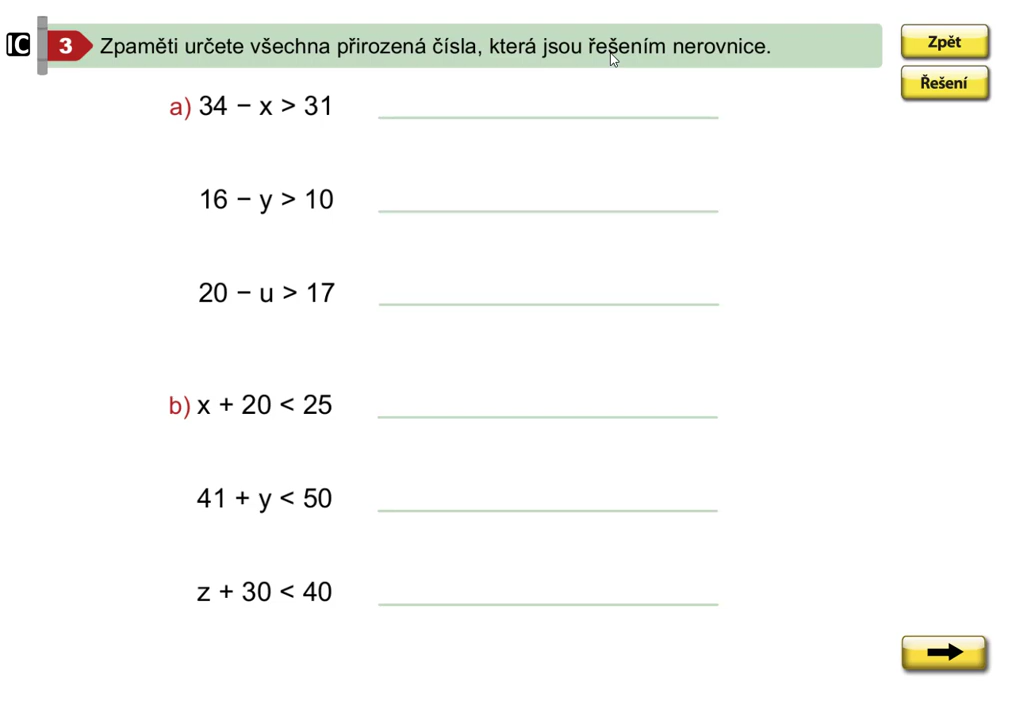 IC 3 Zpaměti určete všechna přirozená čísla, která jsou řešením nerovnice.
Zpět
Řešení
a) 34 − x > 31
16 − y > 10
20 − u > 17
b) x + 20 < 25
41 + y < 50
z + 30 < 40